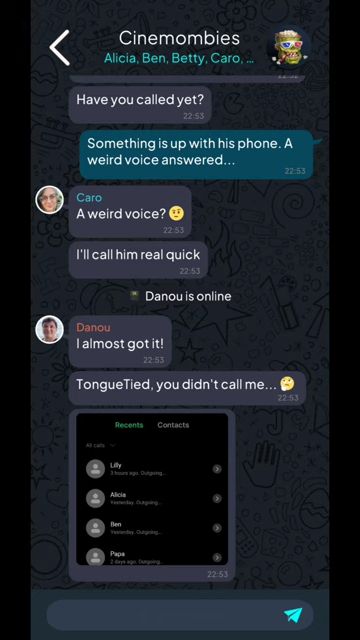 Cinemombies
Alicia, Ben, Betty, Caro, ...
Have you called yet?
22:53
Something is up with his phone. A
weird voice answered...
22:53
Caro
A weird voice?
22:53
I'll call him real quick
22:53
Danou is online
Danou
I almost got it!
22:53
TongueTied, you didn't call me...
22:53
Recents Contacts
All calls
Lilly
3 hours ago. Outgoing...
Alicia
Yesterday. Outgoing...
Ben
Yesterday. Outgoing...
Papa
2 days ago. Outgoing...
22:53